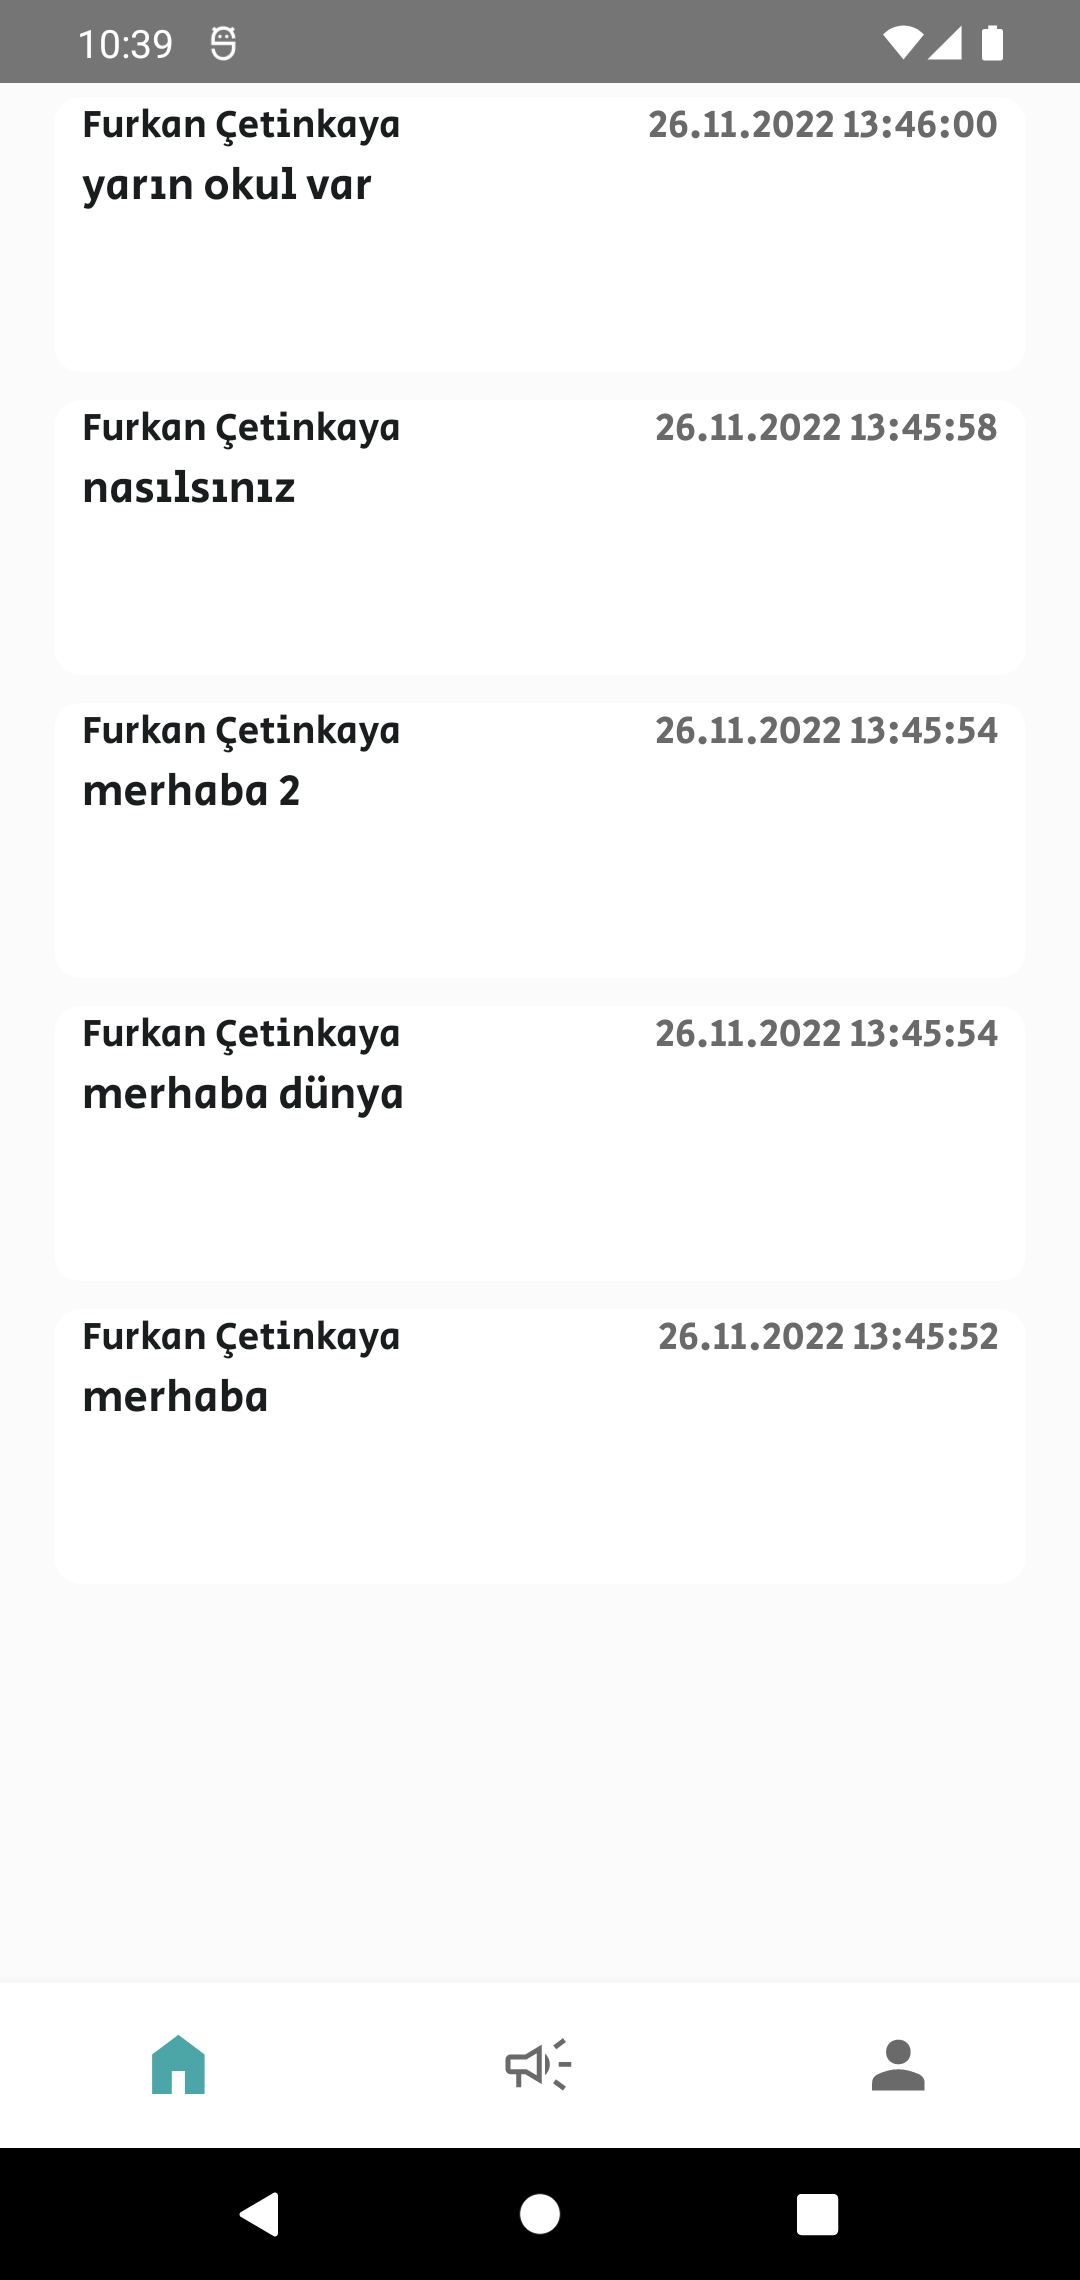 10:39
Furkan Çetinkaya 26.11.2022 13:46:00
yarın okul var
Furkan Çetinkaya 26.11.2022 13:45:58
nasılsınız
Furkan Çetinkaya 26.11.2022 13:45:54
merhaba 2
Furkan Çetinkaya 26.11.2022 13:45:54
merhaba dünya
Furkan Çetinkaya 26.11.2022 13:45:52
merhaba